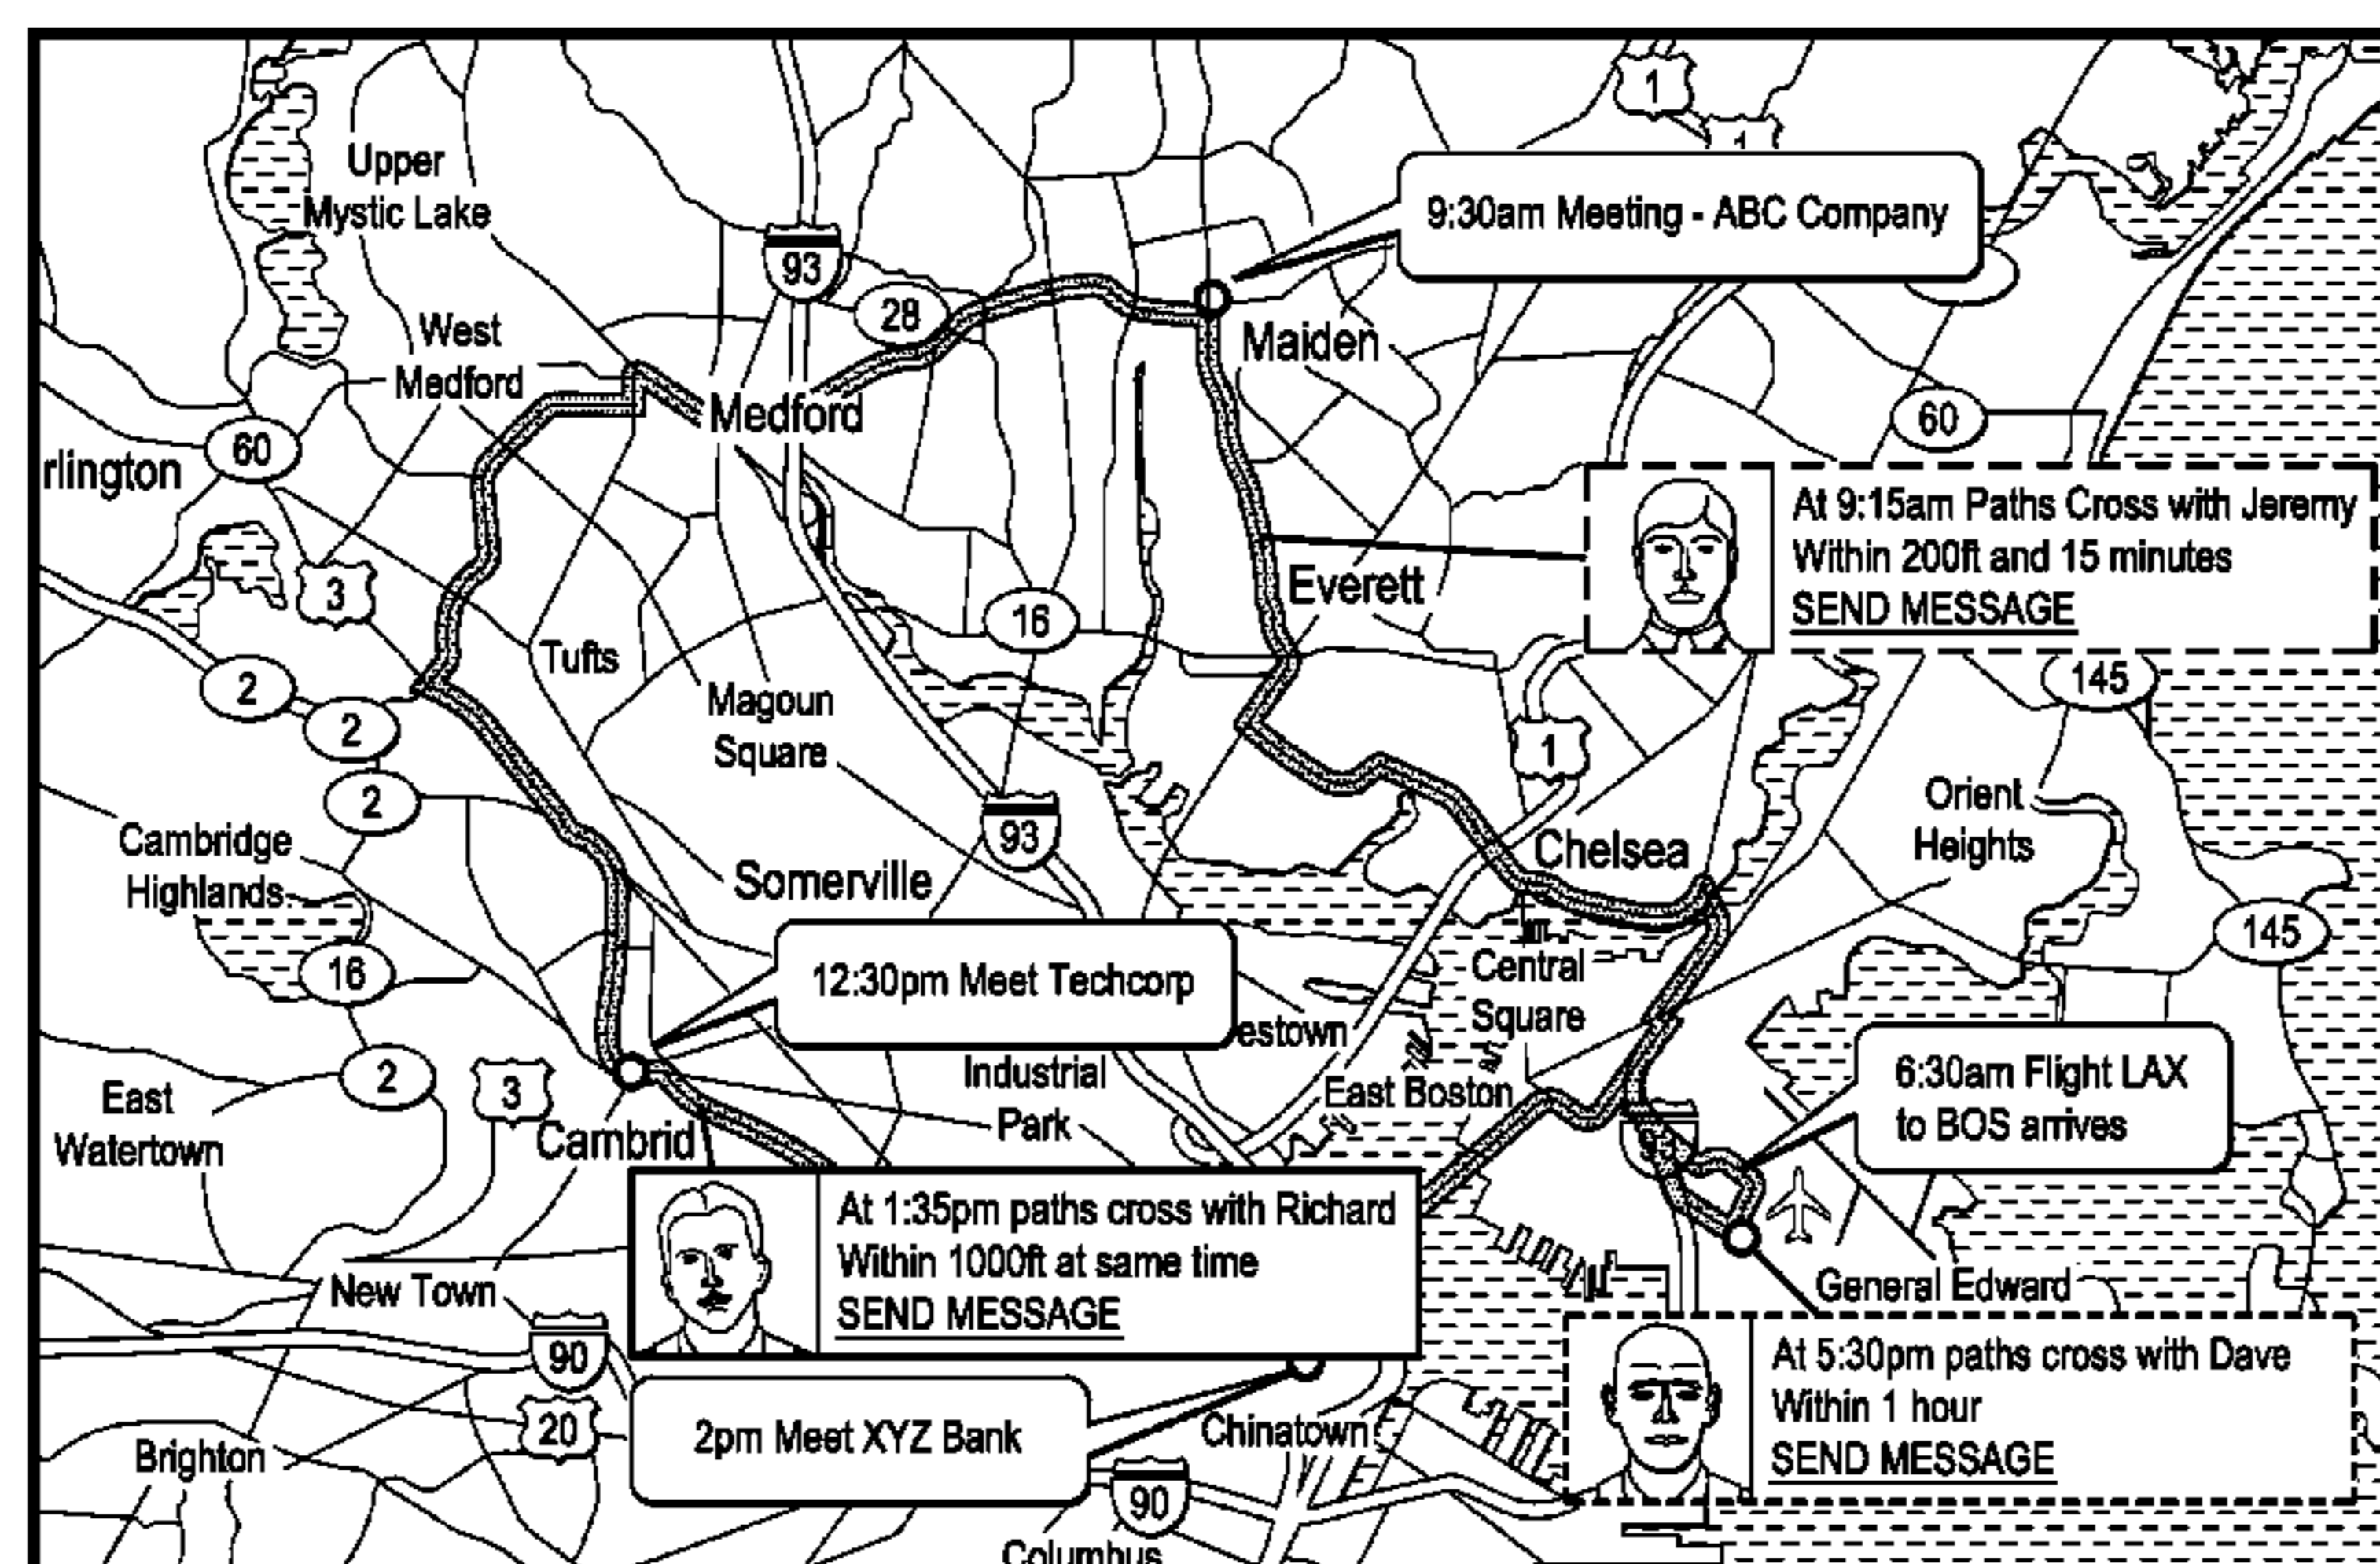 1
1
Upper
Mystic Lake
9:30am Meeting - ABC Company
93
28
West
Medford
Maiden
Medford
60
60
rlington
At 9:15am Paths Cross with Jeremy
Within 200ft and 15 minutes
SEND MESSAGE
3
Everett
16
Tufts
2
145
Magoun
Square
2
1
2
Orient
Heights
93
Cambridge
Highlands
Chelsea
Somerville
145
16
12:30pm Meet Techcorp
Central
Square
estown
2
3
Industrial
Park
East Boston
6:30am Flight LAX
to BOS arrives
East
Watertown
Cambrid
At 1:35pm paths cross with Richard
Within 1000ft at same time
SEND MESSAGE
New Town
General Edward
90
At 5:30pm paths cross with Dave
Within 1 hour
SEND MESSAGE
20
2pm Meet XYZ Bank
Chinatown
Brighton
90
Columbus